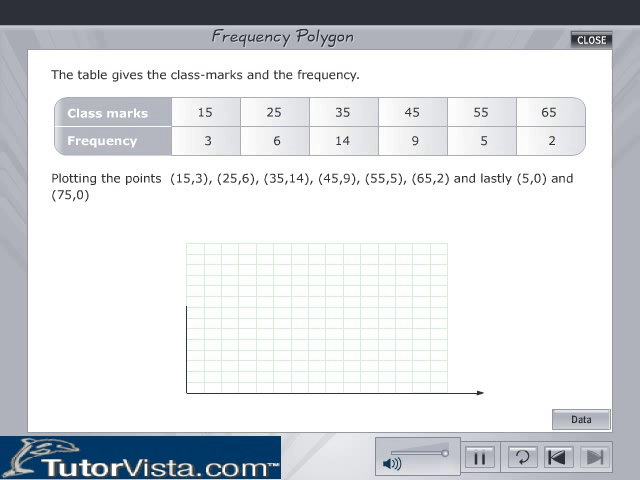 Frequency Polygon
CLOSE
The table gives the class-marks and the frequency.
Class marks 15 25 35 45 55 65
Frequency 3 6 14 9 5 2
Plotting the points (15,3), (25,6), (35,14), (45,9), (55,5), (65,2) and lastly (5,0) and
(75,0)
Data
TutorVista.com™